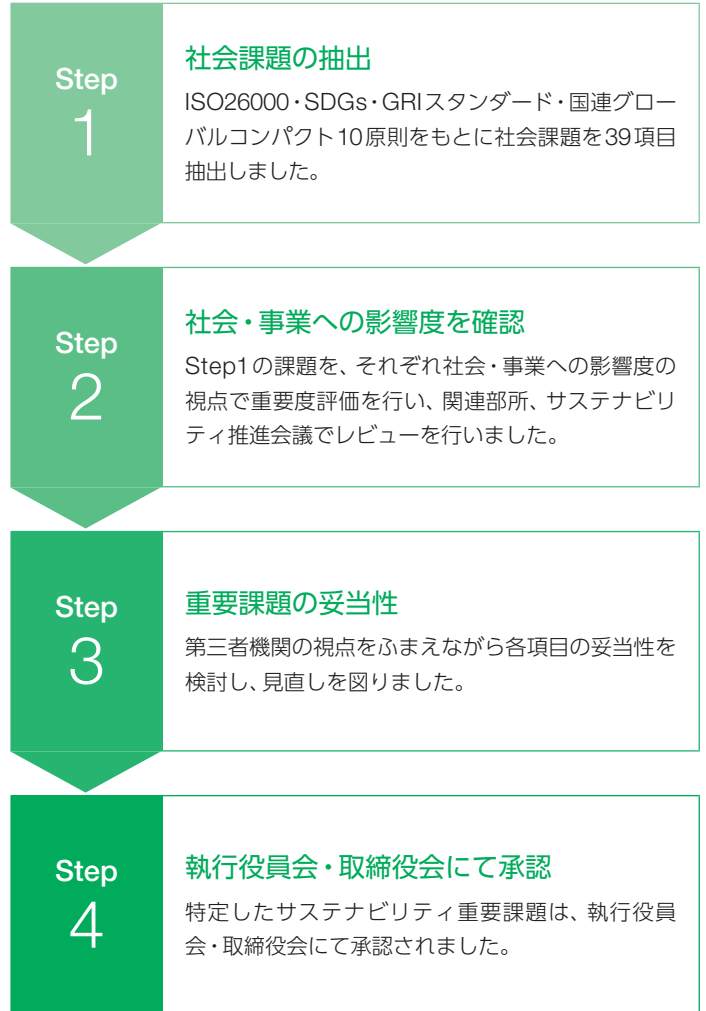 Step
1
社会課題の抽出
ISO26000・SDGs・GRIスタンダード・国連グロー
バルコンパクト10原則をもとに社会課題を39項目
抽出しました。
Step
2
社会・事業への影響度を確認
Step1の課題を、それぞれ社会・事業への影響度の
視点で重要度評価を行い、関連部所、サステナビリ
ティ推進会議でレビューを行いました。
Step
3
重要課題の妥当性
第三者機関の視点をふまえながら各項目の妥当性を
検討し、見直しを図りました。
Step
4
執行役員会・取締役会にて承認
特定したサステナビリティ重要課題は、執行役員
会・取締役会にて承認されました。